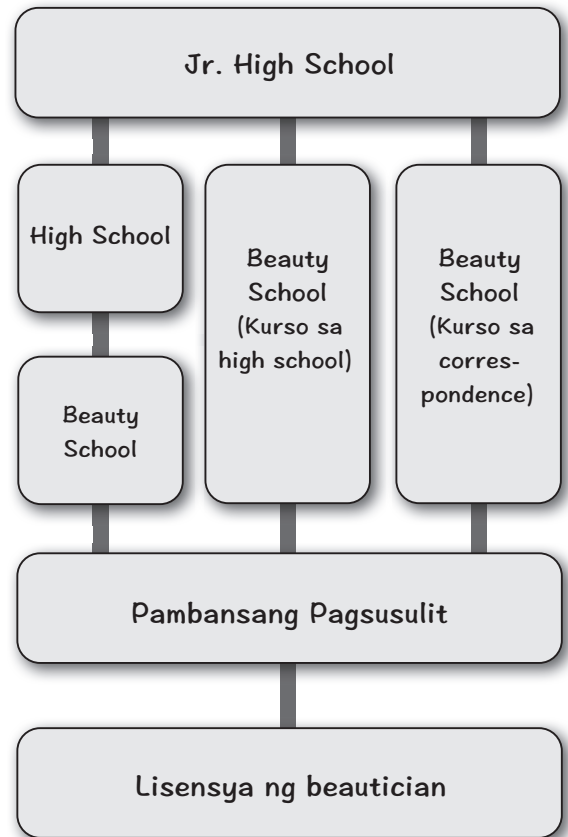 Jr. High School
High School
Beauty
School
Beauty
School
(Kurso sa
high school)
Beauty
School
(Kurso sa
corres-
pondence)
Pambansang Pagsusulit
Lisensya ng beautician